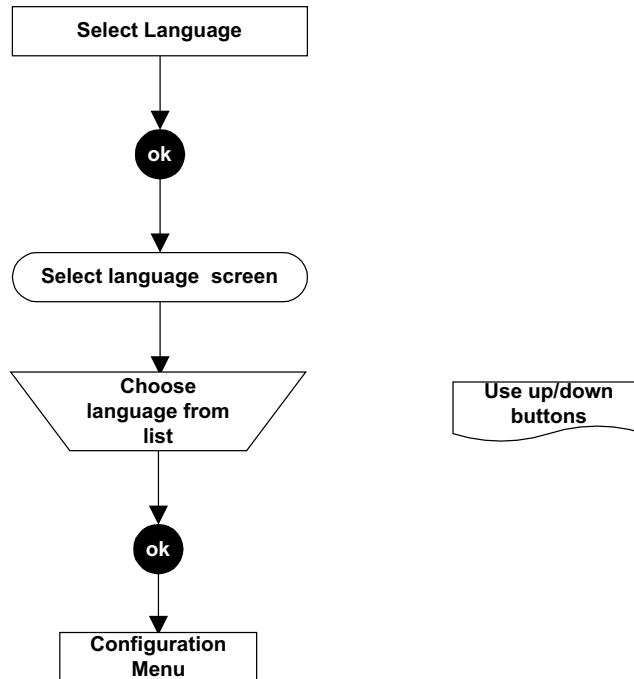 Select Language
ok
Select language screen
Choose
language from
list
Use up/down
buttons
ok
Configuration
Menu